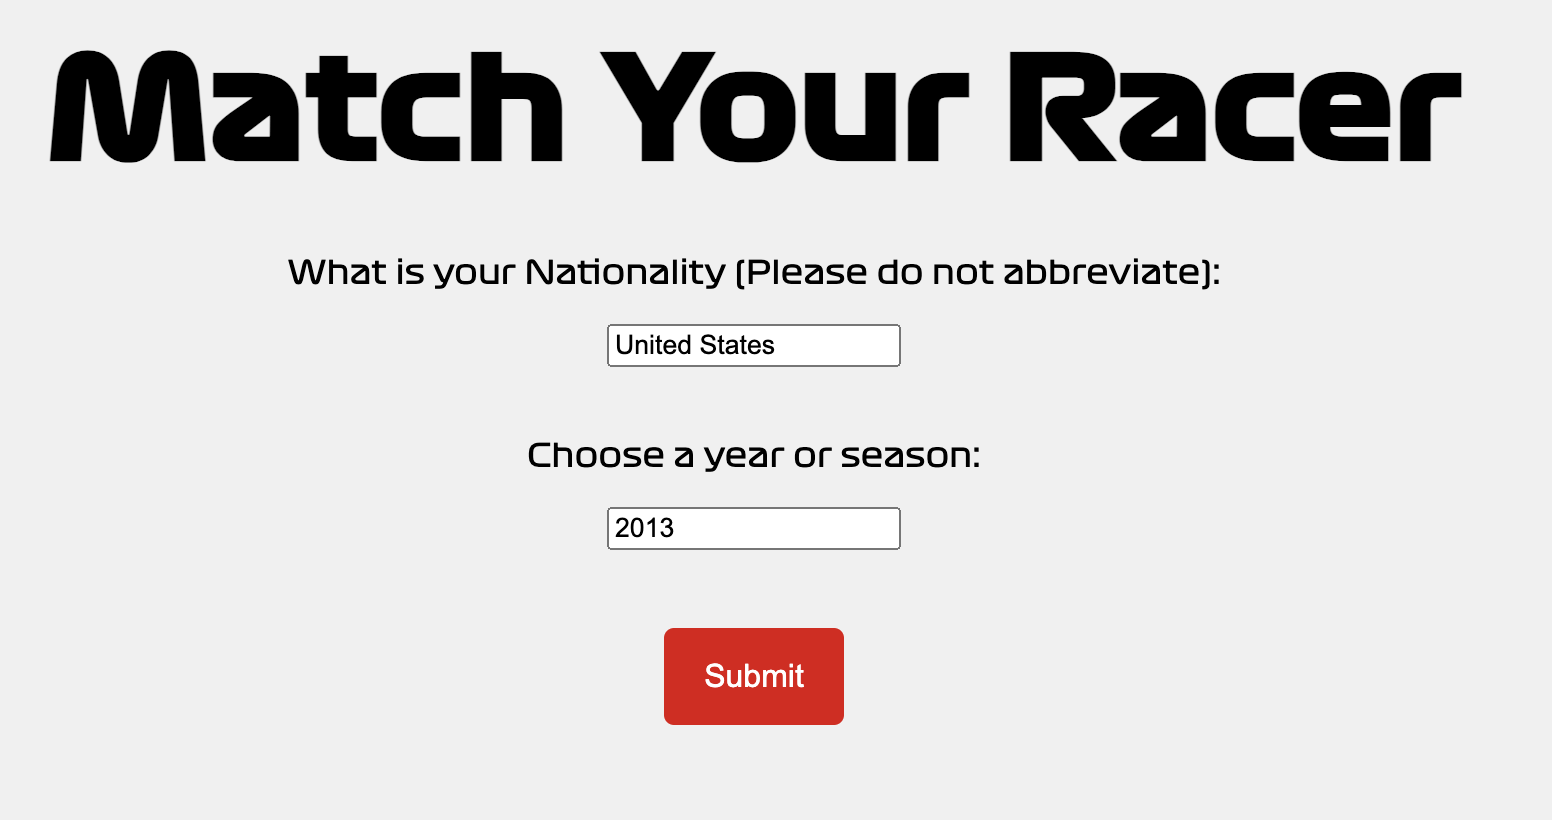 Match Your Racer
What is your Nationality (Please do not abbreviate):
United States
Choose a year or season:
2013
Submit